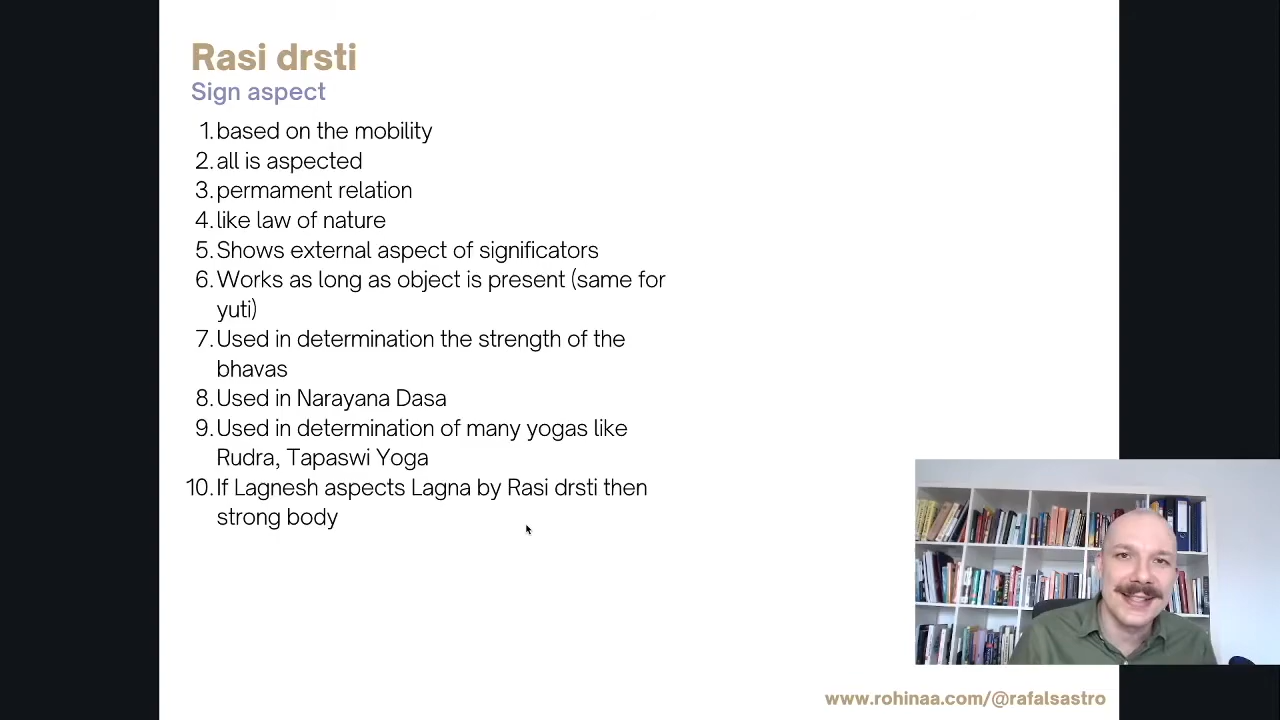 Rasi drsti
Sign aspect
1. based on the mobility
2. all is aspected
3. permament relation
4. like law of nature
5. Shows external aspect of significators
6. Works as long as object is present (same for
yuti)
7. Used in determination the strength of the
bhavas
8. Used in Narayana Dasa
9. Used in determination of many yogas like
Rudra, Tapaswi Yoga
10. If Lagnesh aspects Lagna by Rasi drsti then
strong body
www.rohinaa.com/@rafalsastro